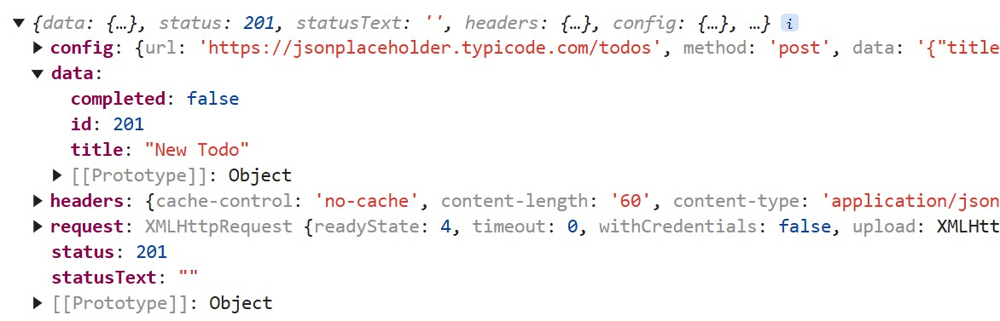 ▼ {data: {…}, status: 201, statusText: '', headers: {…}, config: {…}, …} i
▶ config: {url: 'https://jsonplaceholder.typicode.com/todos', method: 'post', data: '{"title
▼ data:
completed: false
id: 201
title: "New Todo"
▶ [[Prototype]]: Object
▶ headers: {cache-control: 'no-cache', content-length: '60', content-type: 'application/json
▶ request: XMLHttpRequest {readyState: 4, timeout: 0, withCredentials: false, upload: XMLHtt
status: 201
statusText: ""
▶ [[Prototype]]: Object